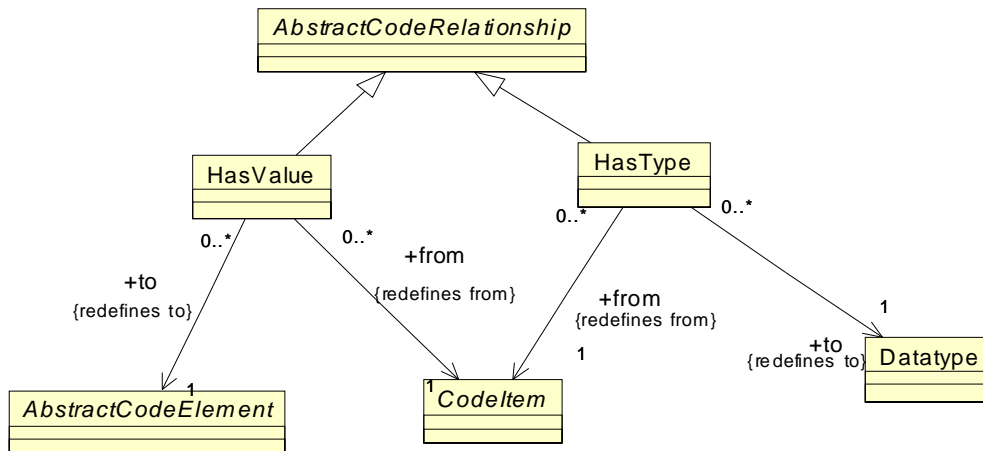 AbstractCodeRelationship
HasValue
HasType
0..*
0..*
0..*
0..*
+to
{redefines to}
+from
{redefines from}
+from
{redefines from}
1
1
+to
{redefines to}
Datatype
1
AbstractCodeElement
1
CodeItem